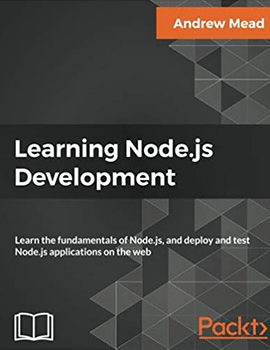 Andrew Mead
Learning Node.js
Development
Learn the fundamentals of Node.js, and deploy and test
Node.js applications on the web
Packt>